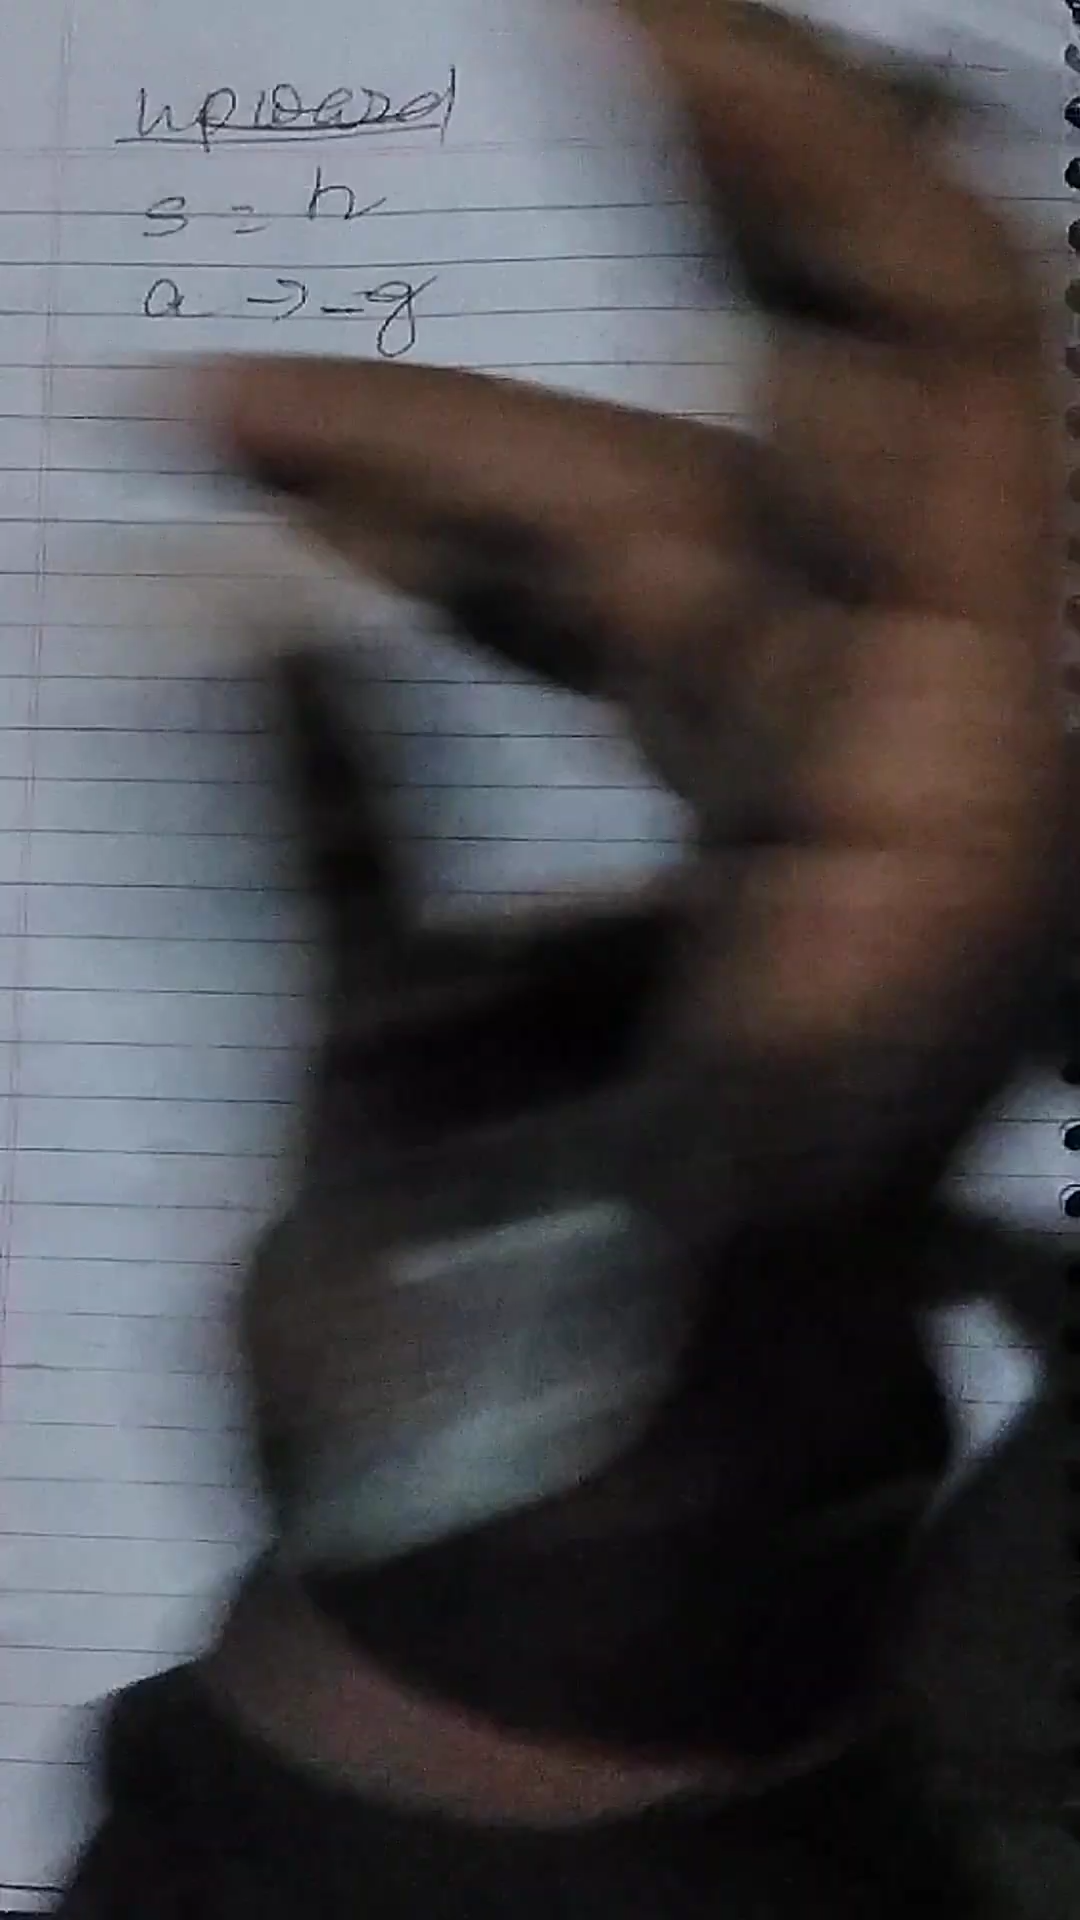 upward
s = h
a → -g